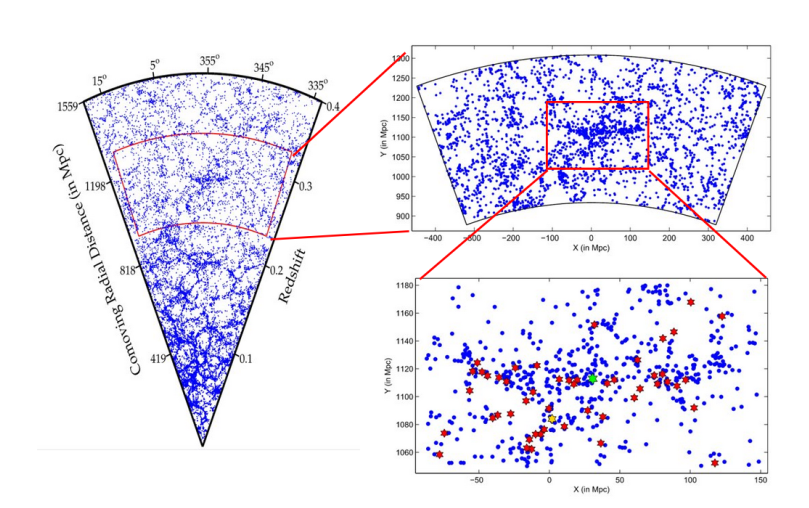 15° 5° 355° 345° 335°
1559 0.4
1198 0.3
818 0.2
419 0.1
Comoving Radial Distance (in Mpc)
Redshift
1300
1250
1200
1150
1100
1050
1000
950
900
Y (in Mpc)
−400 −300 −200 −100 0 100 200 300 400
X (in Mpc)
1180
1160
1140
1120
1100
1080
1060
Y (in Mpc)
−50 0 50 100 150
X (in Mpc)